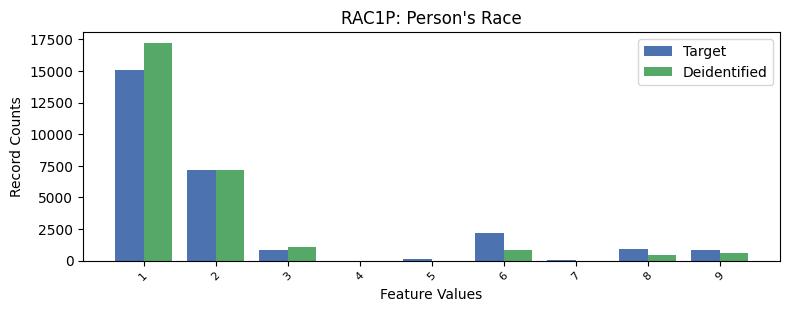 RAC1P: Person's Race
Target
Deidentified
Record Counts
17500
15000
12500
10000
7500
5000
2500
0
1 2 3 4 5 6 7 8 9
Feature Values